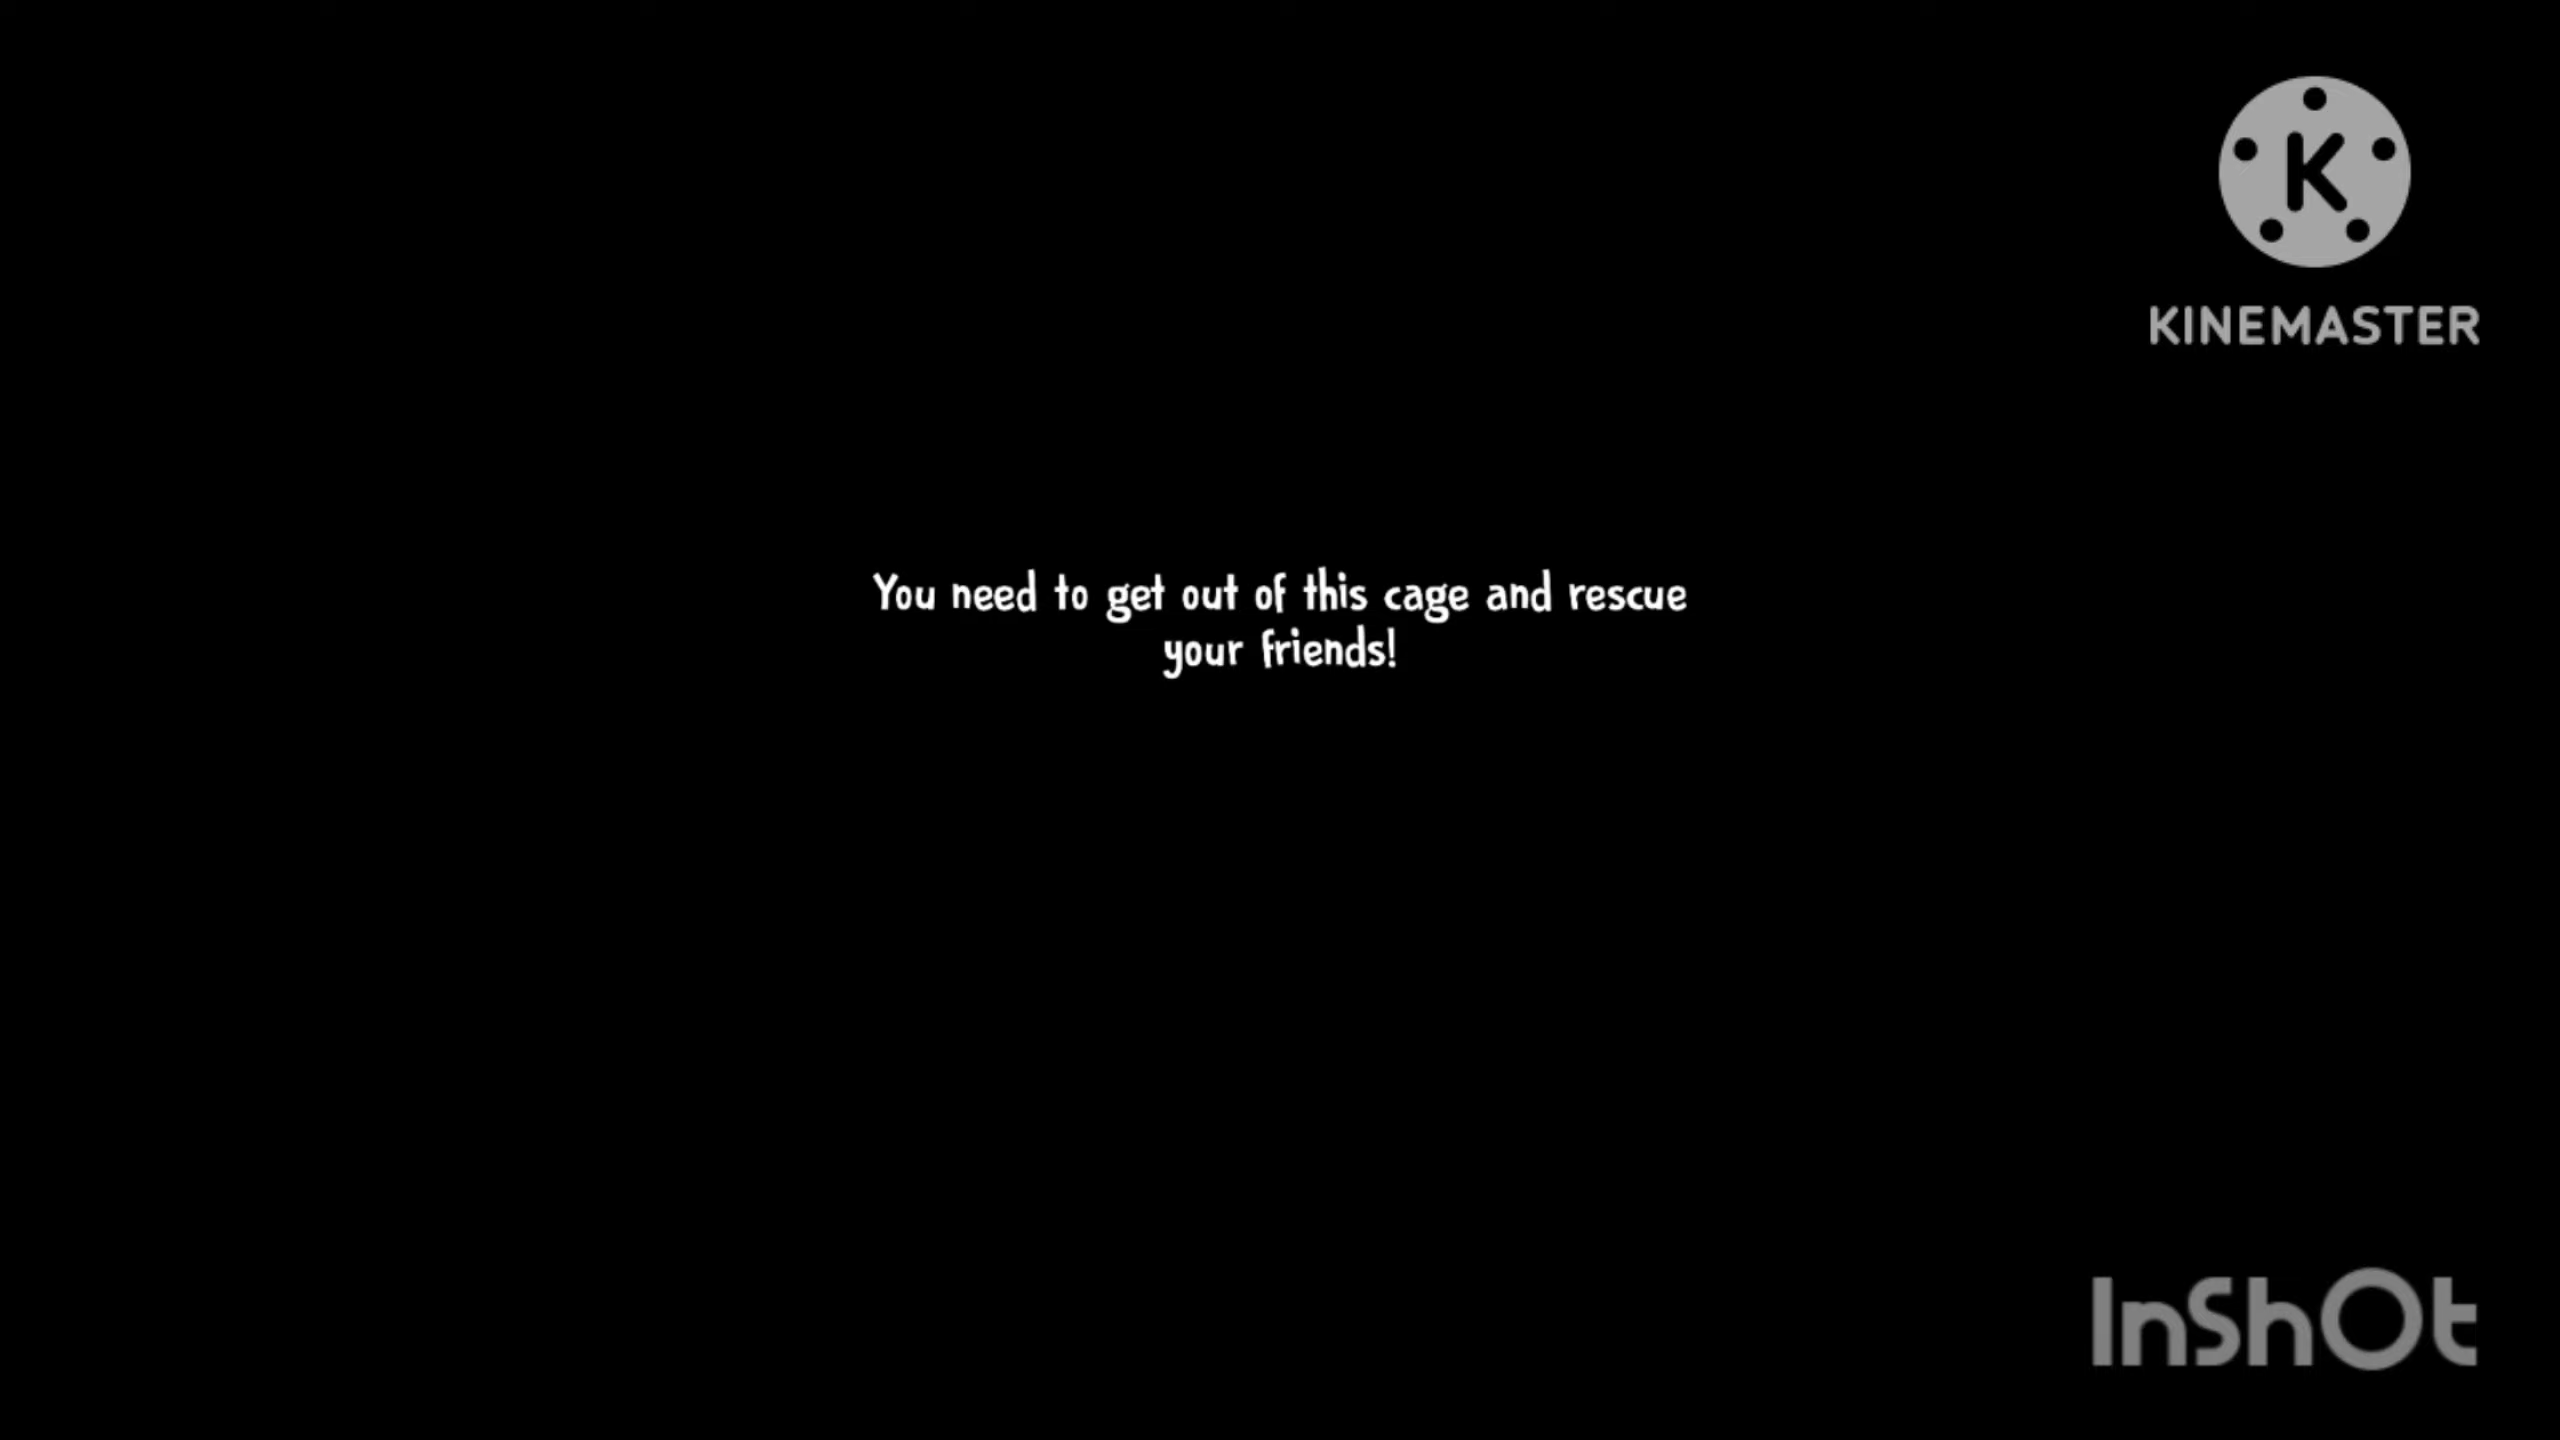 K
KINEMASTER
You need to get out of this cage and rescue
your friends!
InShOt